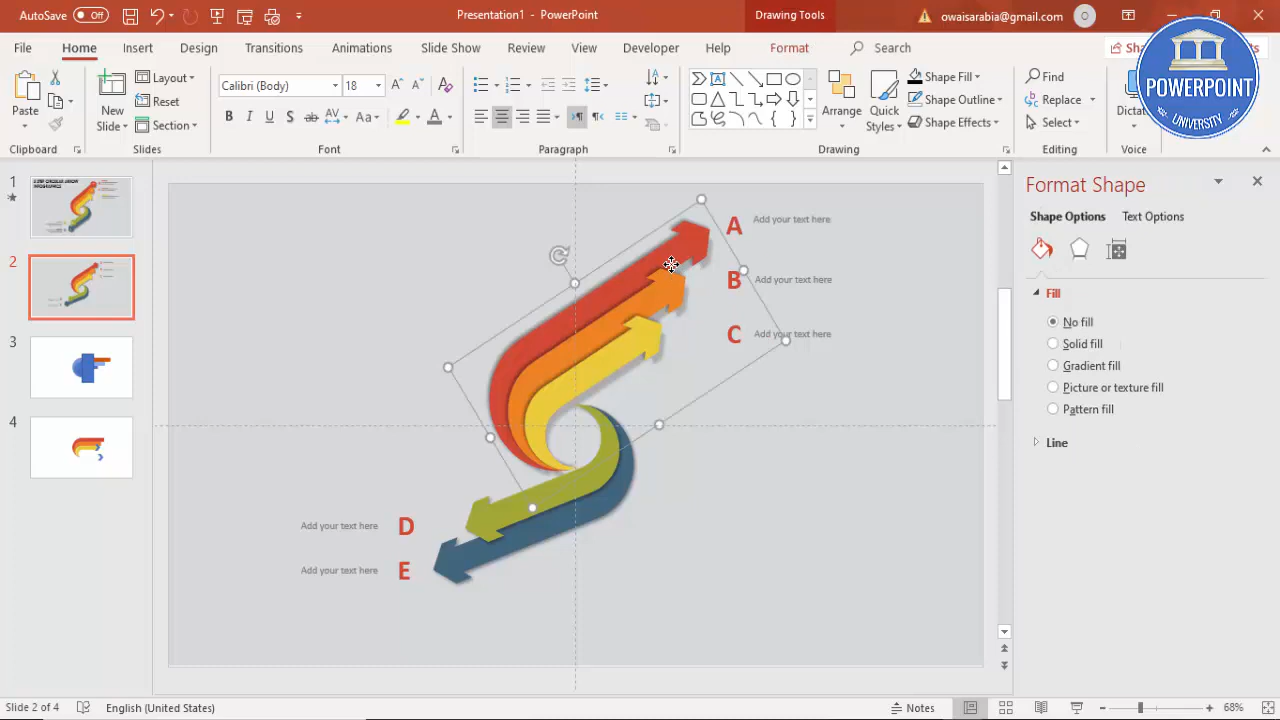 AutoSave Off
Presentation1 - PowerPoint
Drawing Tools
owaisarabia@gmail.com
O
File Home Insert Design Transitions Animations Slide Show Review View Developer Help Format Search
POWERPOINT
UNIVERSITY
Paste
New
Slide
Layout
Reset
Section
Calibri (Body) 18
B I U S ab AV Aa A
Arrange
Quick
Styles
Shape Fill
Shape Outline
Shape Effects
Find
Replace
Select
Clipboard Slides Font Paragraph Drawing Editing Voice
1
2
3
4
A Add your text here
B Add your text here
C Add your text here
Add your text here D
Add your text here E
Format Shape
Shape Options Text Options
Fill
No fill
Solid fill
Gradient fill
Picture or texture fill
Pattern fill
Line
Slide 2 of 4 English (United States) Notes 68%